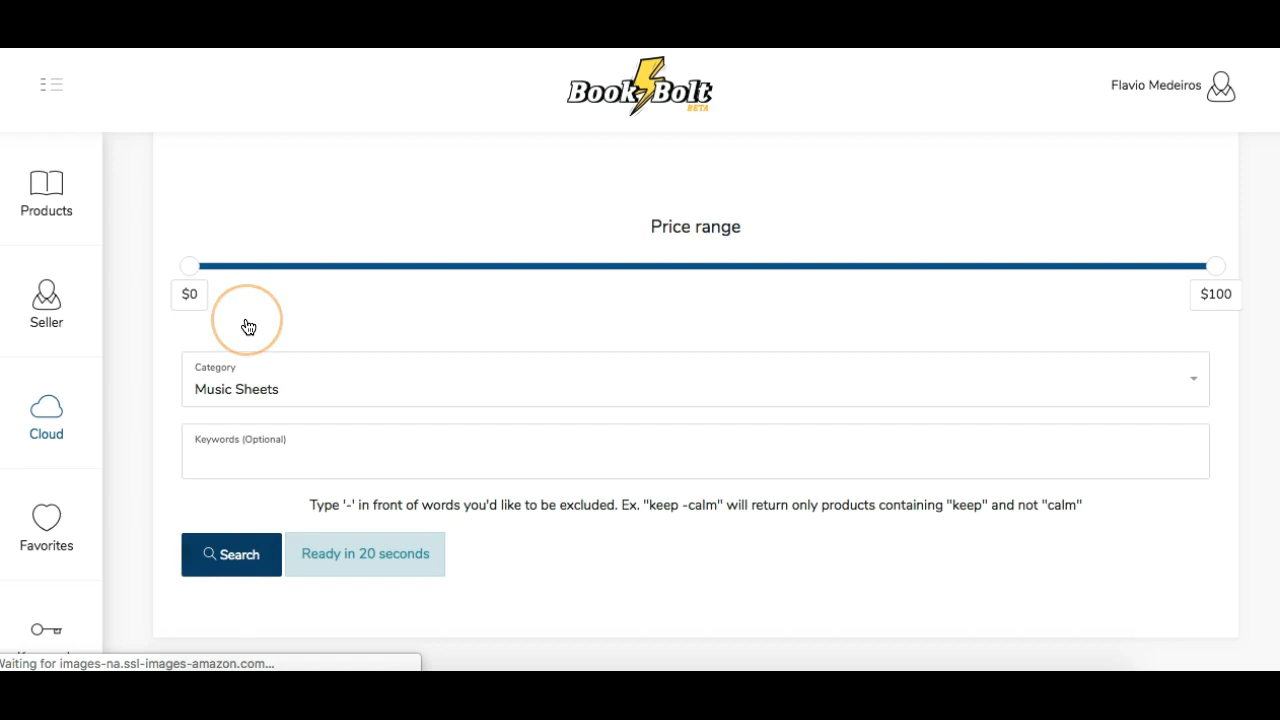 Book Bolt
BETA
Flavio Medeiros
Products
Seller
Cloud
Favorites
Price range
$0
$100
Category
Music Sheets
Keywords (Optional)
Type '-' in front of words you'd like to be excluded. Ex. "keep -calm" will return only products containing "keep" and not "calm"
Search
Ready in 20 seconds
Waiting for images-na.ssl-images-amazon.com...